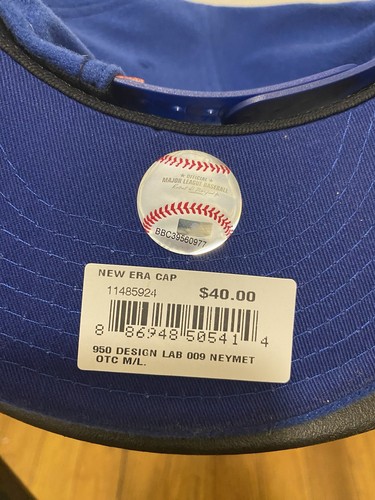 OFFICIAL
MAJOR LEAGUE BASEBALL
BBC39560977
NEW ERA CAP
11485924 $40.00
8 86948 50541 4
950 DESIGN LAB 009 NEYMET
OTC M/L.